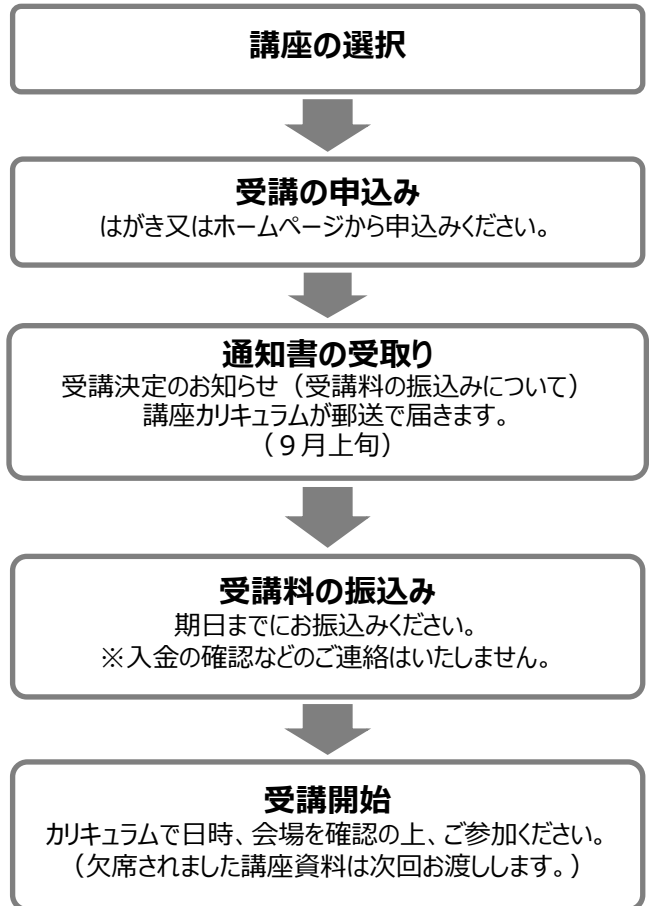 講座の選択
受講の申込み
はがき又はホームページから申込みください。
通知書の受取り
受講決定のお知らせ（受講料の振込みについて）
講座カリキュラムが郵送で届きます。
（９月上旬）
受講料の振込み
期日までにお振込みください。
※入金の確認などのご連絡はいたしません。
受講開始
カリキュラムで日時、会場を確認の上、ご参加ください。
（欠席されました講座資料は次回お渡しします。）